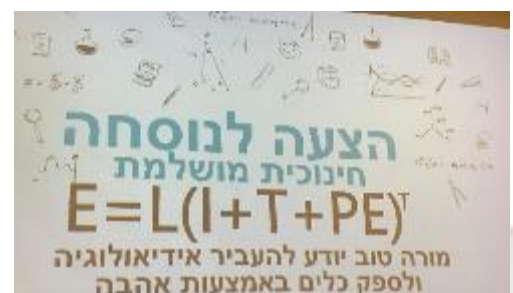 הצעה לנוסחה
חינוכית מושלמת
E=L(I+T+PE)ᵀ
מורה טוב יודע להעביר אידיאולוגיה
ולספק כלים באמצעות אהבה